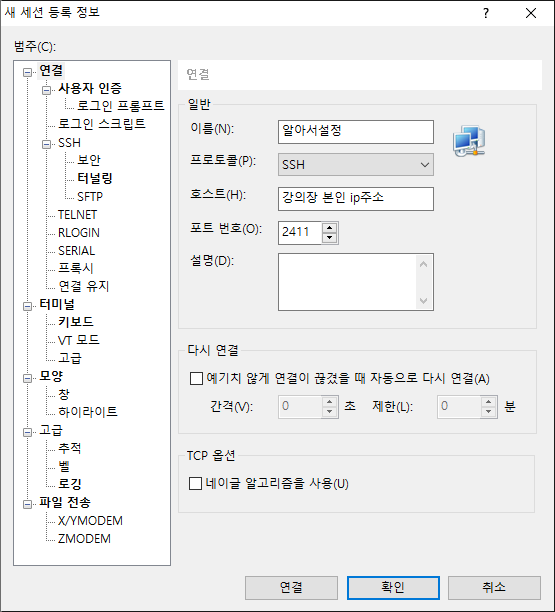 새 세션 등록 정보
?
범주(C):
연결
사용자 인증
로그인 프롬프트
로그인 스크립트
SSH
보안
터널링
SFTP
TELNET
RLOGIN
SERIAL
프록시
연결 유지
터미널
키보드
VT 모드
고급
모양
창
하이라이트
고급
추적
벨
로깅
파일 전송
X/YMODEM
ZMODEM
연결
일반
이름(N): 알아서설정
프로토콜(P): SSH
호스트(H): 강의장 본인 ip주소
포트 번호(O): 2411
설명(D):
다시 연결
예기치 않게 연결이 끊겼을 때 자동으로 다시 연결(A)
간격(V): 0 초 제한(L): 0 분
TCP 옵션
네이글 알고리즘을 사용(U)
연결 확인 취소